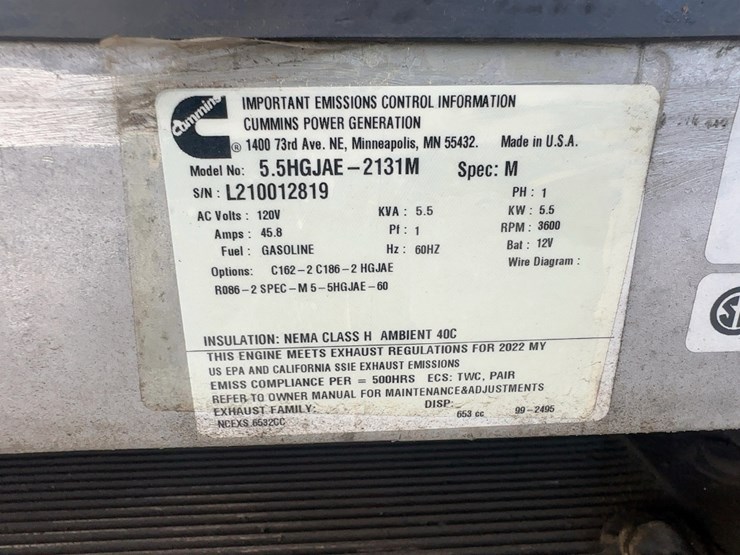 Cummins
IMPORTANT EMISSIONS CONTROL INFORMATION
CUMMINS POWER GENERATION
® 1400 73rd Ave. NE, Minneapolis, MN 55432. Made in U.S.A.
Model No: 5.5HGJAE-2131M Spec: M
S/N: L210012819 PH: 1
AC Volts: 120V KVA: 5.5 KW: 5.5
Amps: 45.8 Pf: 1 RPM: 3600
Fuel: GASOLINE Hz: 60HZ Bat: 12V
Options: C162-2 C186-2 HGJAE Wire Diagram:
R086-2 SPEC-M 5-5HGJAE-60
INSULATION: NEMA CLASS H AMBIENT 40C
THIS ENGINE MEETS EXHAUST REGULATIONS FOR 2022 MY
US EPA AND CALIFORNIA SSIE EXHAUST EMISSIONS
EMISS COMPLIANCE PER = 500HRS ECS: TWC, PAIR
REFER TO OWNER MANUAL FOR MAINTENANCE&ADJUSTMENTS
EXHAUST FAMILY: DISP:
NCEXS.6532CC 653 cc 99-2495